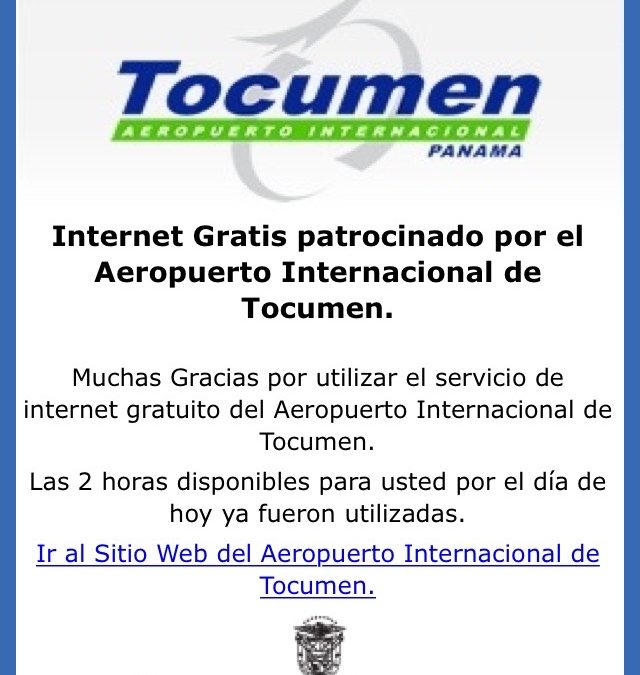 Tocumen
AEROPUERTO INTERNACIONAL
PANAMA
Internet Gratis patrocinado por el
Aeropuerto Internacional de
Tocumen.
Muchas Gracias por utilizar el servicio de
internet gratuito del Aeropuerto Internacional de
Tocumen.
Las 2 horas disponibles para usted por el día de
hoy ya fueron utilizadas.
Ir al Sitio Web del Aeropuerto Internacional de
Tocumen.